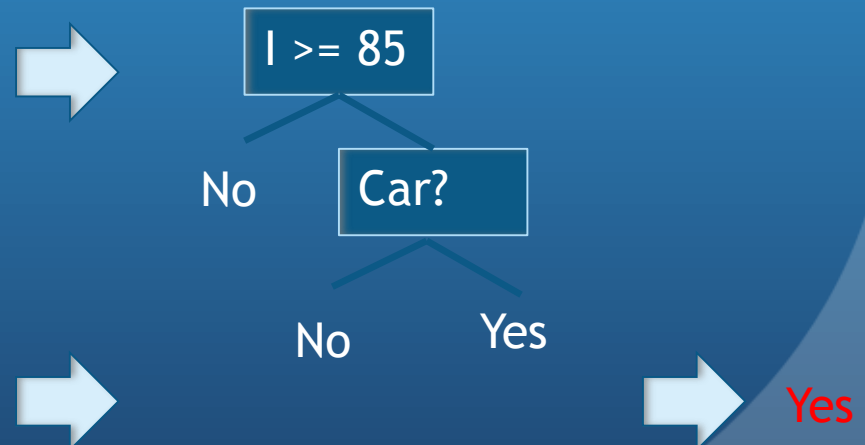 I >= 85
No
Car?
No
Yes
Yes